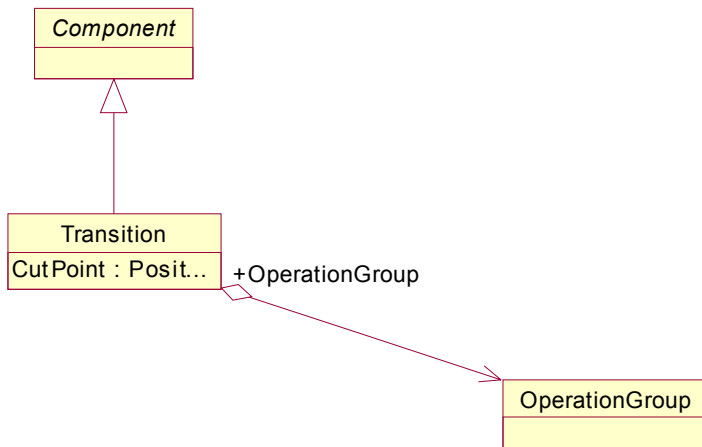 Component
Transition
CutPoint : Posit...
+OperationGroup
OperationGroup